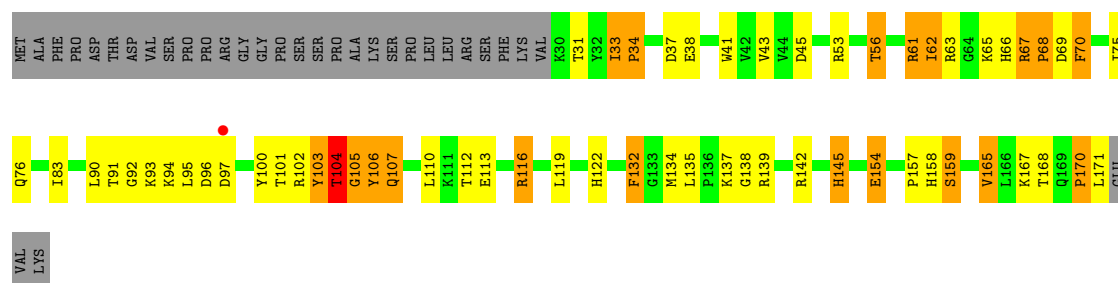 MET ALA PHE PRO ASP THR ASP VAL SER PRO PRO ARG GLY GLY PRO SER SER PRO ALA LYS SER PRO LEU LEU ARG SER PHE LYS VAL K30 T31 Y32 I33 P34 D37 E38 W41 V42 V43 V44 D45 R53 T56 R61 I62 R63 G64 K65 H66 R67 P68 D69 F70
Q76 I83 L90 T91 G92 K93 K94 L95 D96 D97 Y100 T101 R102 Y103 T104 G105 Y106 Q107 L110 K111 T112 E113 R116 L119 H122 F132 G133 M134 L135 P136 K137 G138 R139 R142 H145 E154 P157 H158 S159 V165 L166 K167 T168 Q169 P170 L171
VAL LYS